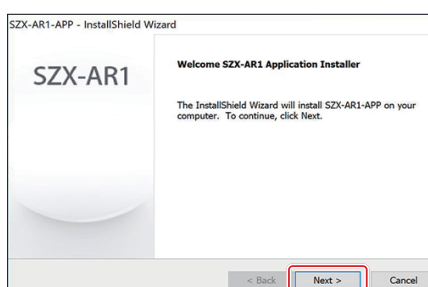 SZX-AR1-APP - InstallShield Wizard
SZX-AR1
Welcome SZX-AR1 Application Installer
The InstallShield Wizard will install SZX-AR1-APP on your
computer. To continue, click Next.
< Back Next > Cancel